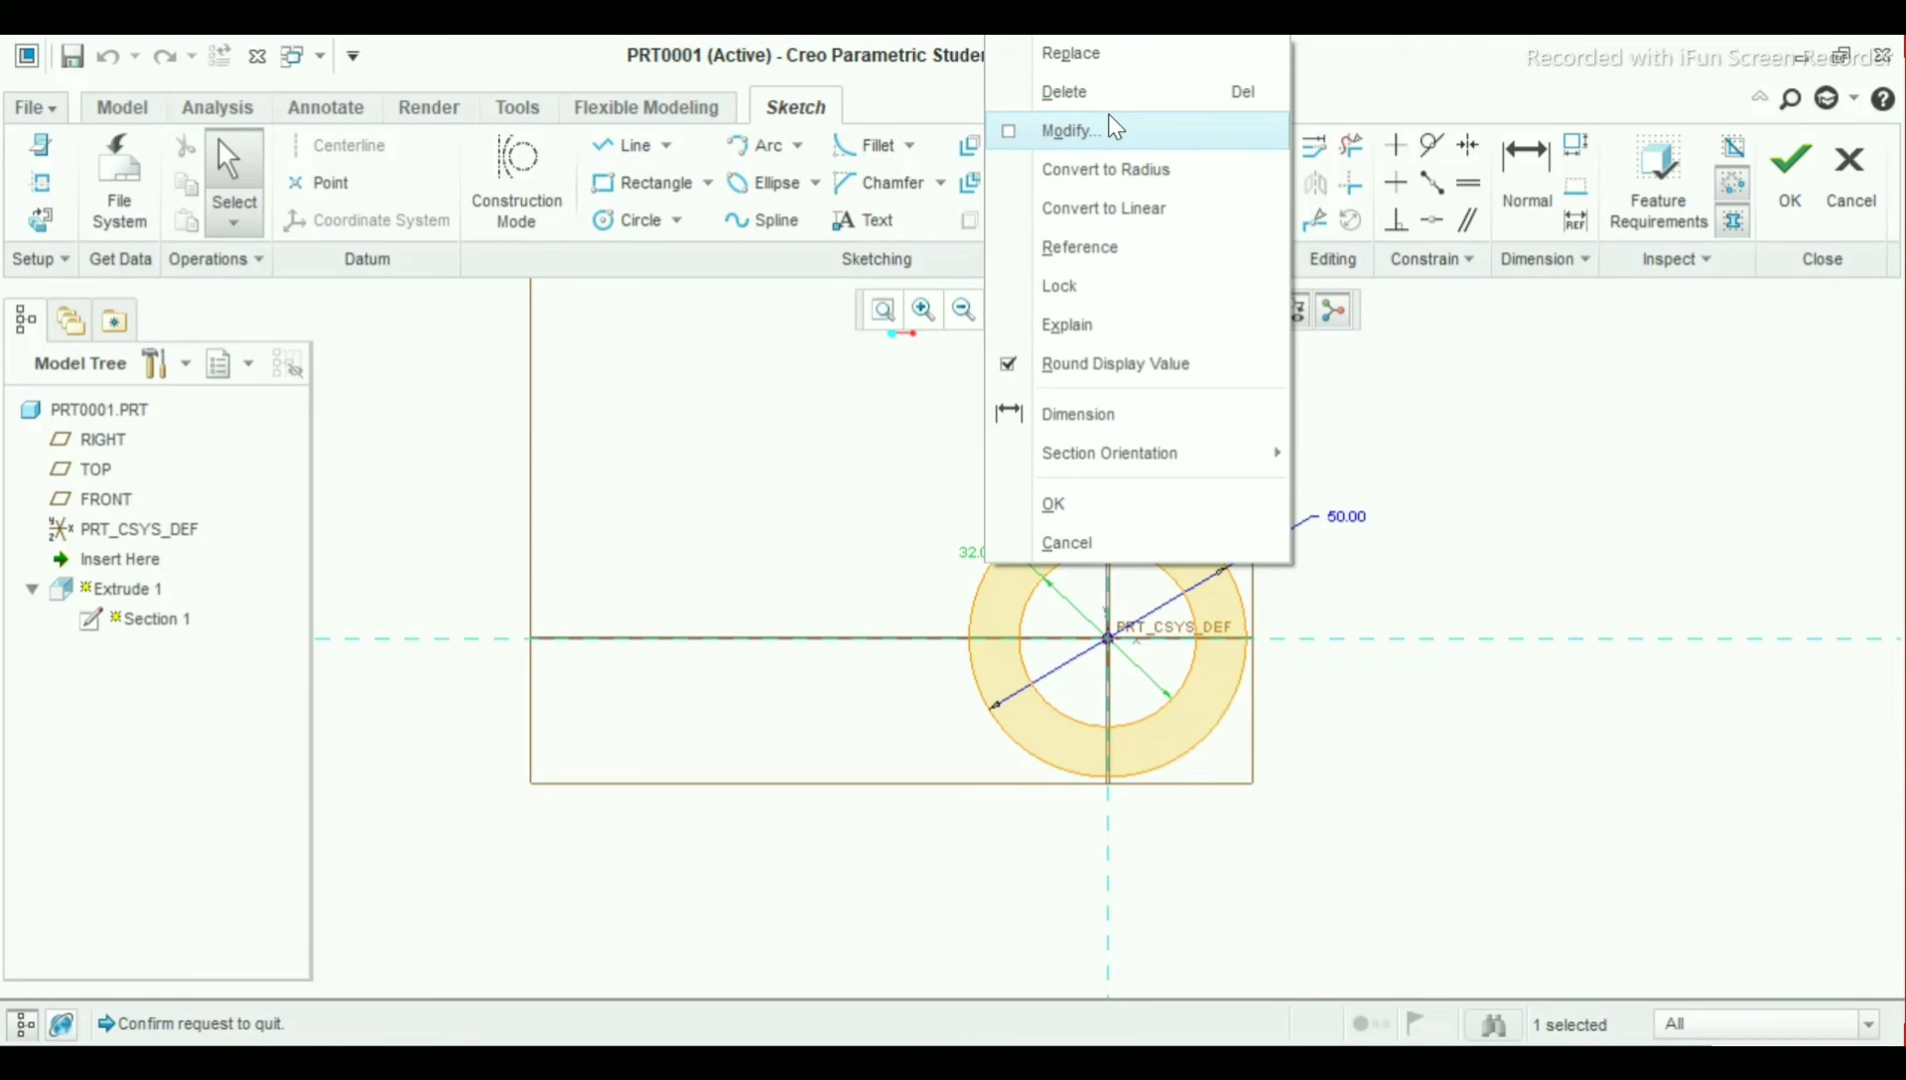 PRT0001 (Active) - Creo Parametric Stude
Recorded with iFun Screen Recorder
File
Model
Analysis
Annotate
Render
Tools
Flexible Modeling
Sketch
File
System
Select
Centerline
Point
Coordinate System
Construction
Mode
Line
Rectangle
Circle
Arc
Ellipse
Spline
Fillet
Chamfer
Text
Normal
REF
Feature
Requirements
OK
Cancel
Setup
Get Data
Operations
Datum
Sketching
Editing
Constrain
Dimension
Inspect
Close
Replace
Delete Del
Modify...
Convert to Radius
Convert to Linear
Reference
Lock
Explain
Round Display Value
Dimension
Section Orientation
OK
Cancel
Model Tree
PRT0001.PRT
RIGHT
TOP
FRONT
PRT_CSYS_DEF
Insert Here
Extrude 1
Section 1
50.00
32.0
PRT_CSYS_DEF
Confirm request to quit.
1 selected
All